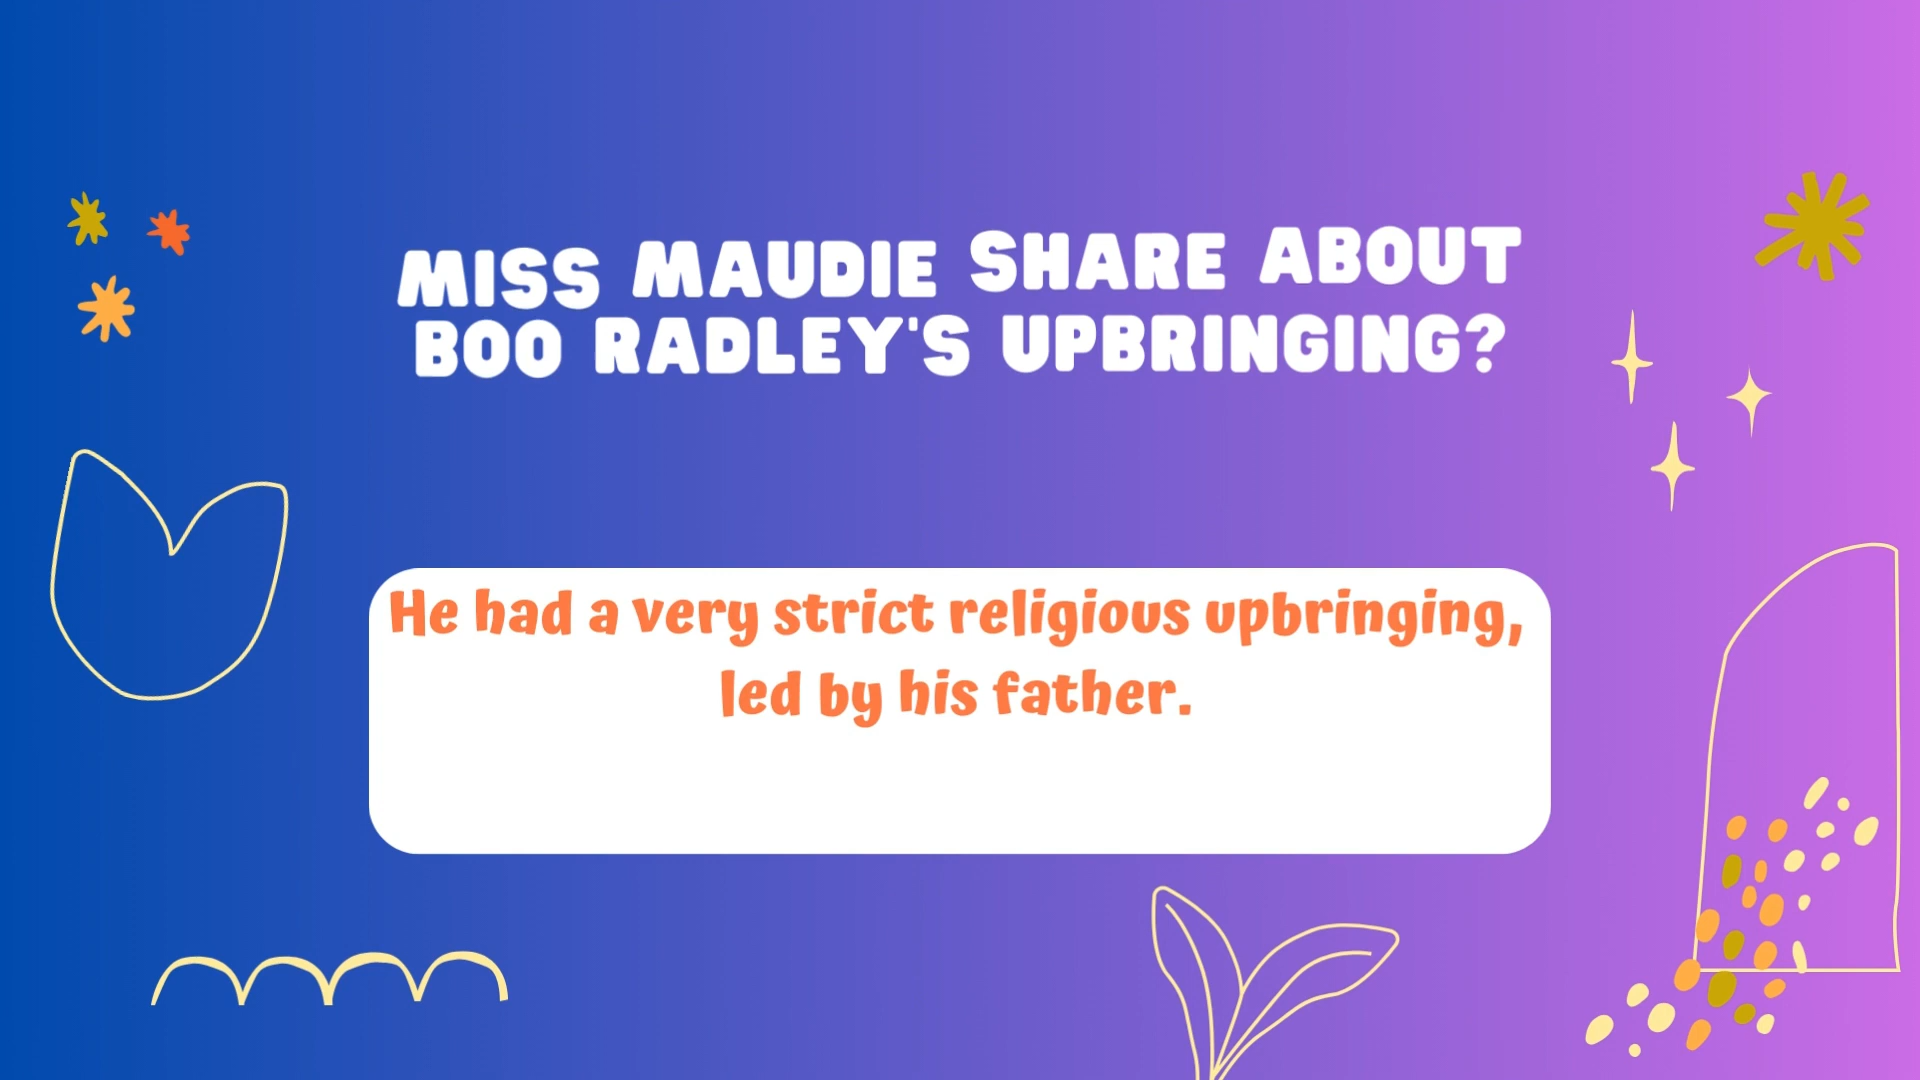 MISS MAUDIE SHARE ABOUT
BOO RADLEY'S UPBRINGING?
He had a very strict religious upbringing,
led by his father.